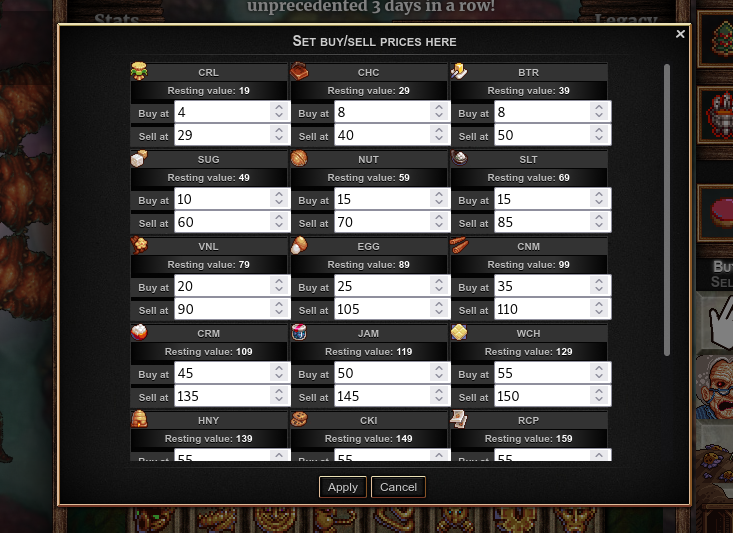 unprecedented 3 days in a row!
Stats
Legacy
Set buy/sell prices here
×
CRL CHC BTR
Resting value: 19 Resting value: 29 Resting value: 39
Buy at 4 Buy at 8 Buy at 8
Sell at 29 Sell at 40 Sell at 50
SUG NUT SLT
Resting value: 49 Resting value: 59 Resting value: 69
Buy at 10 Buy at 15 Buy at 15
Sell at 60 Sell at 70 Sell at 85
VNL EGG CNM
Resting value: 79 Resting value: 89 Resting value: 99
Buy at 20 Buy at 25 Buy at 35
Sell at 90 Sell at 105 Sell at 110
CRM JAM WCH
Resting value: 109 Resting value: 119 Resting value: 129
Buy at 45 Buy at 50 Buy at 55
Sell at 135 Sell at 145 Sell at 150
HNY CKI RCP
Resting value: 139 Resting value: 149 Resting value: 159
Buy at 55 Buy at 55 Buy at 55
Apply Cancel
Bu
Sel